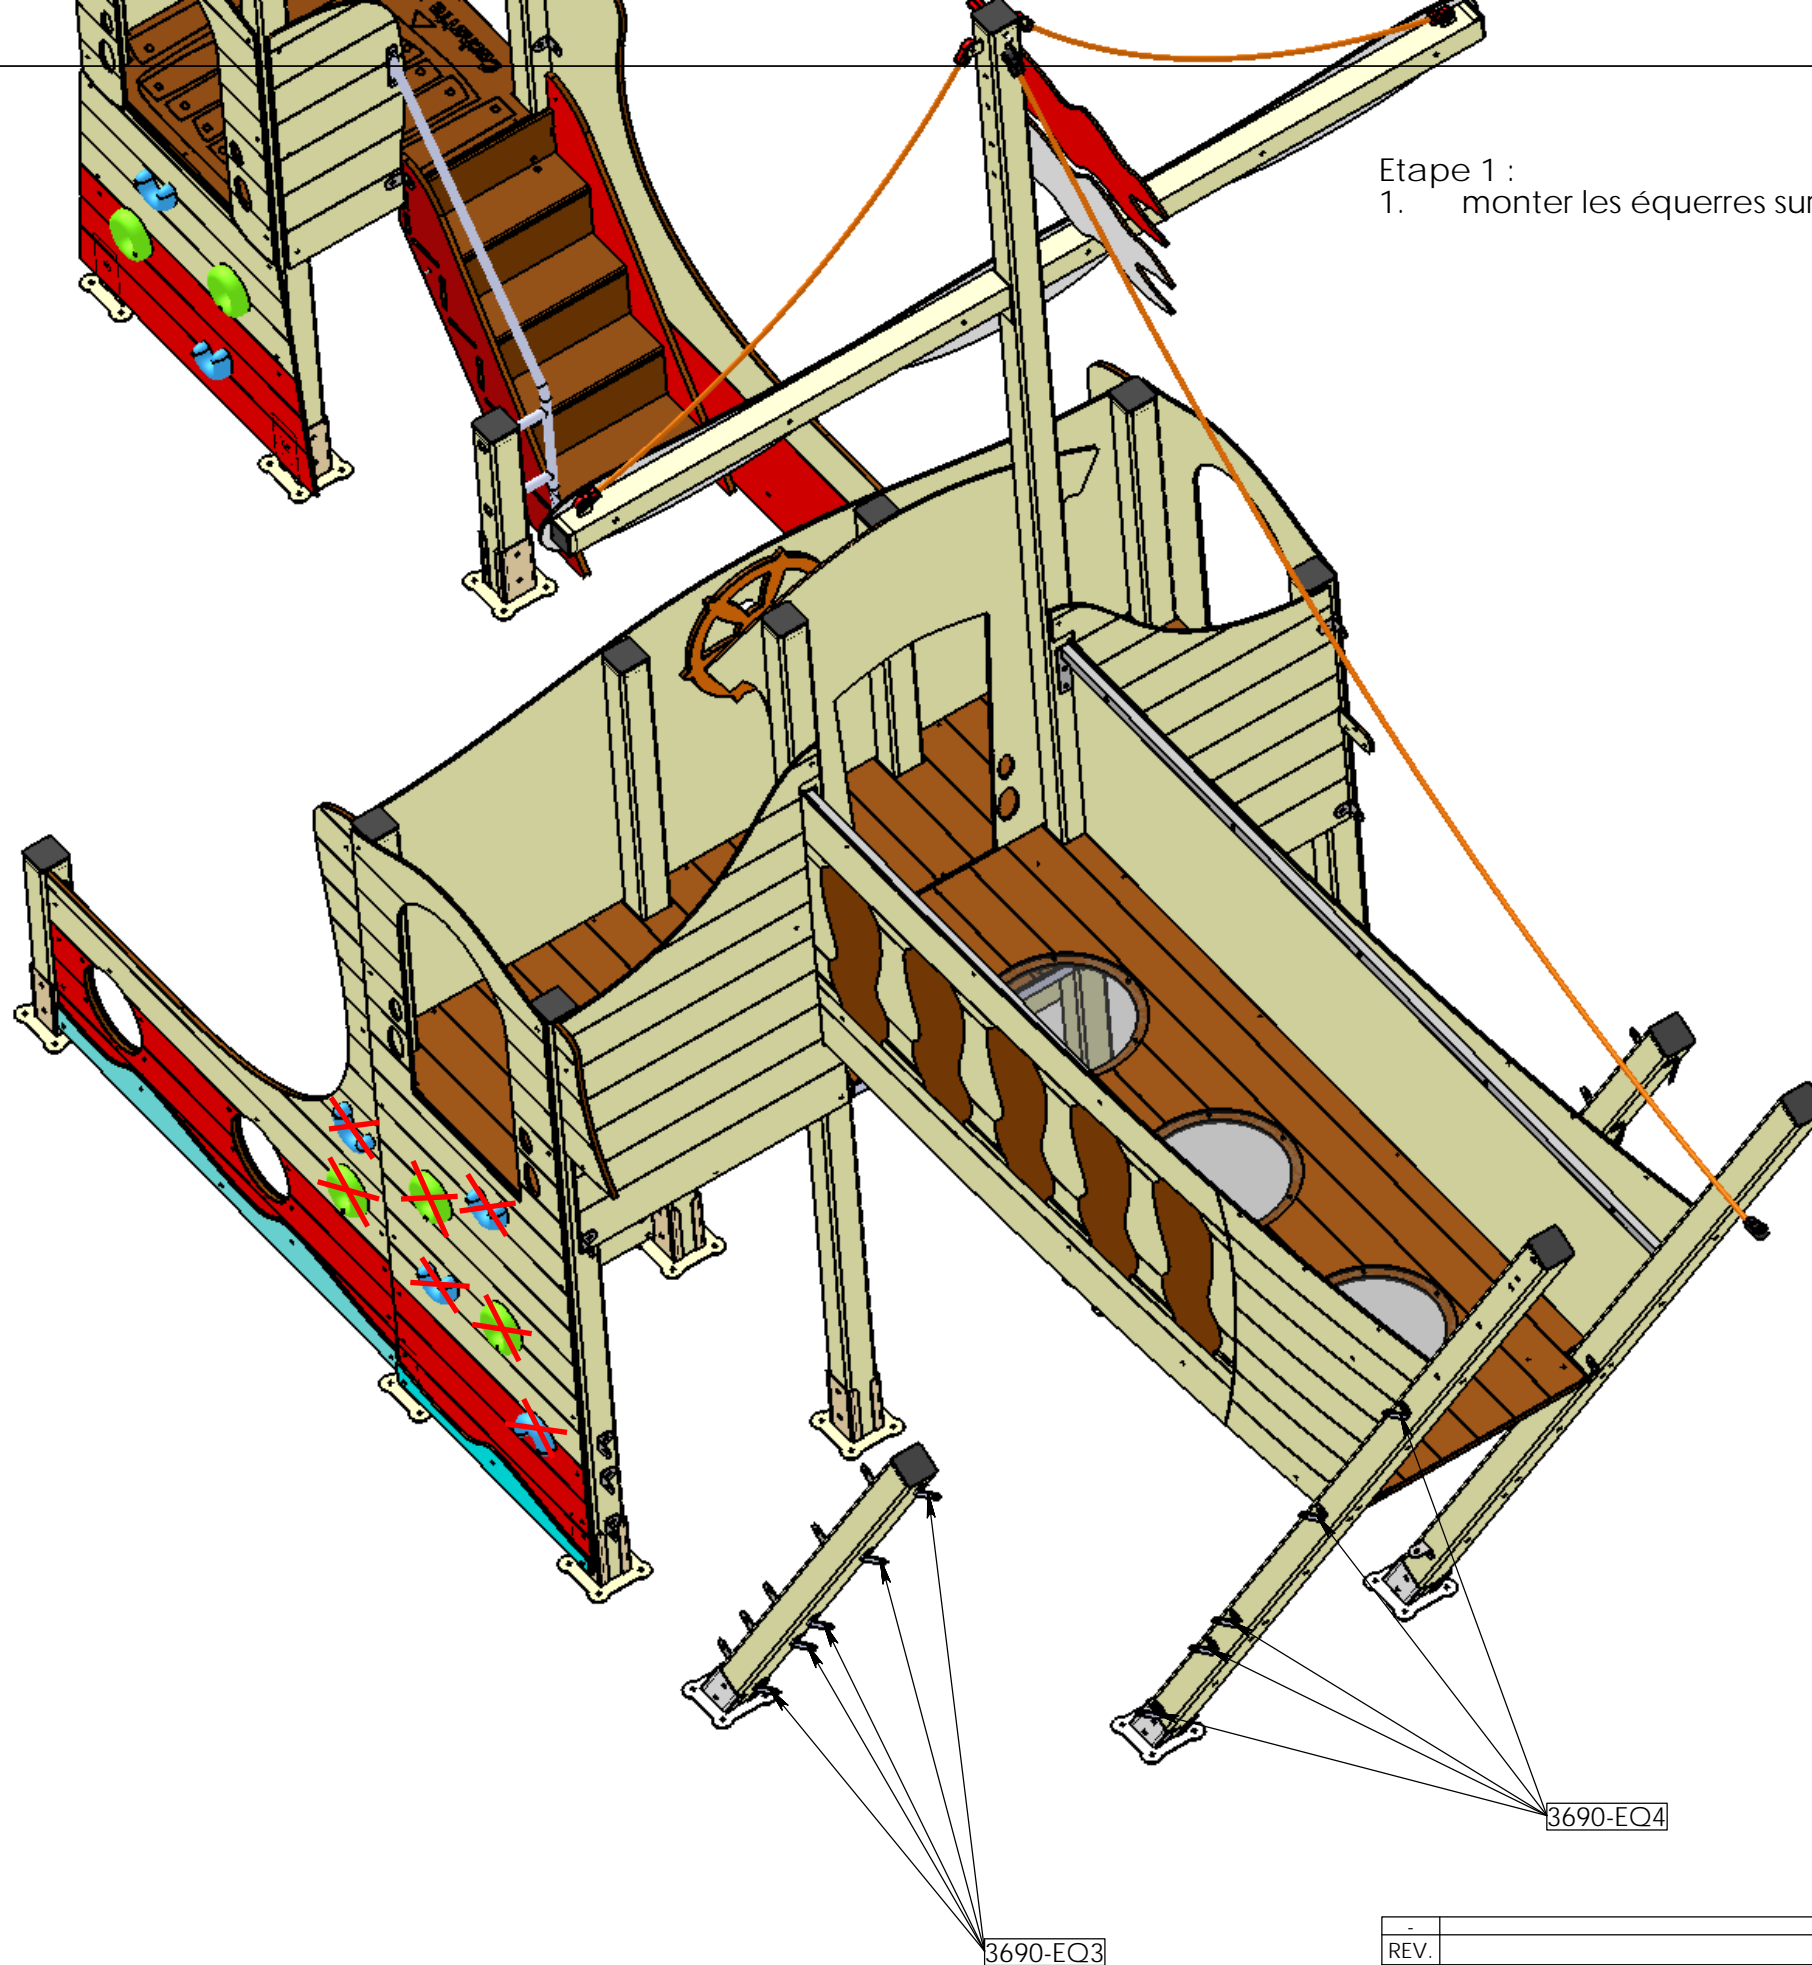 Etape 1 :
1. monter les équerres sur
3690-EQ4
3690-EQ3
-
REV.